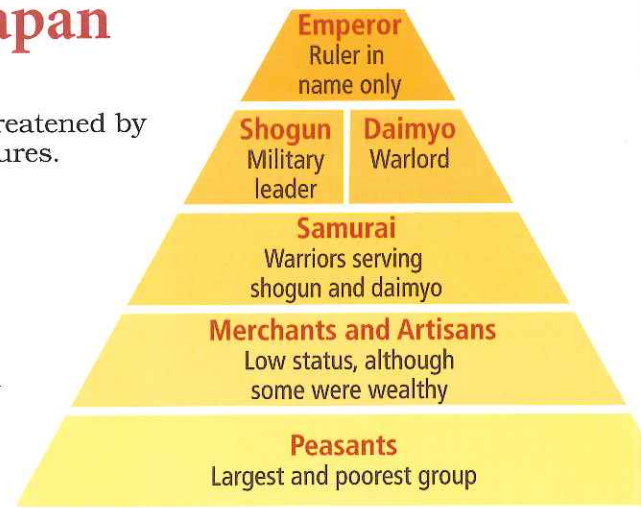 apan
reatened by
ures.
Emperor
Ruler in
name only
Shogun
Military
leader
Daimyo
Warlord
Samurai
Warriors serving
shogun and daimyo
Merchants and Artisans
Low status, although
some were wealthy
Peasants
Largest and poorest group